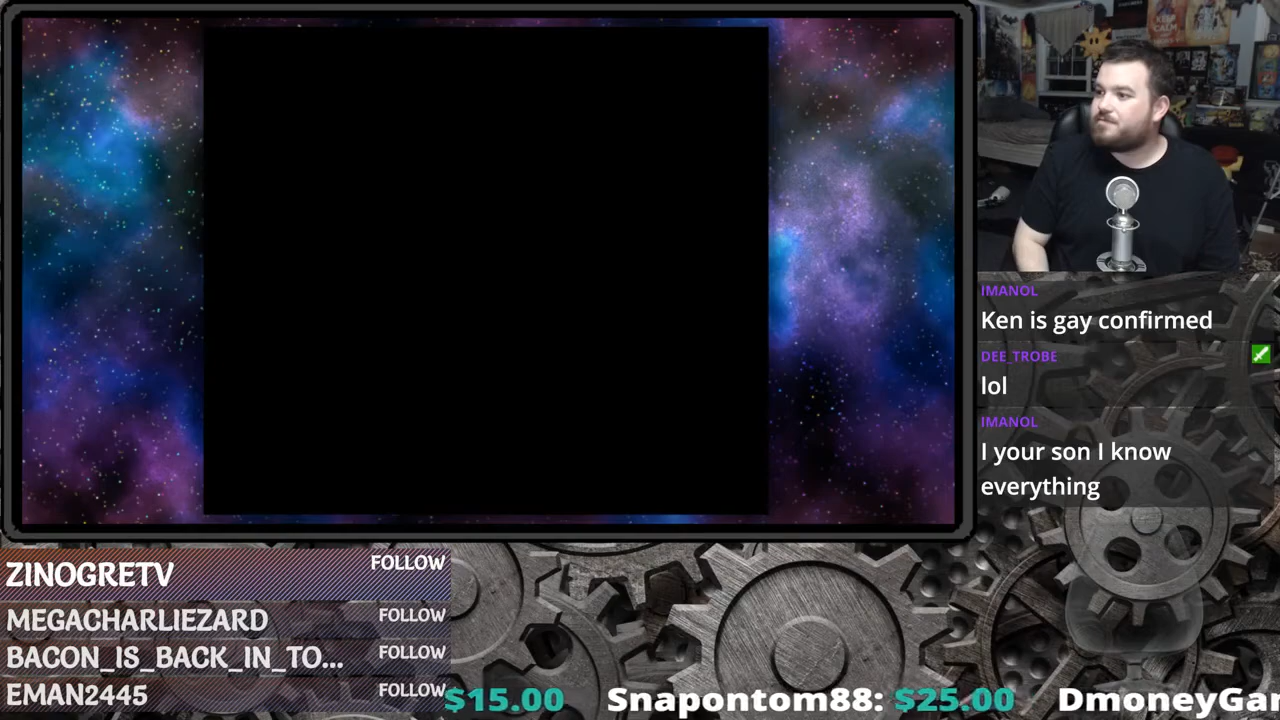 IMANOL
Ken is gay confirmed
DEE_TROBE
lol
IMANOL
I your son I know
everything
ZINOGRETV FOLLOW
MEGACHARLIEZARD FOLLOW
BACON_IS_BACK_IN_TO... FOLLOW
EMAN2445 FOLLOW
$15.00 Snapontom88: $25.00 DmoneyGa